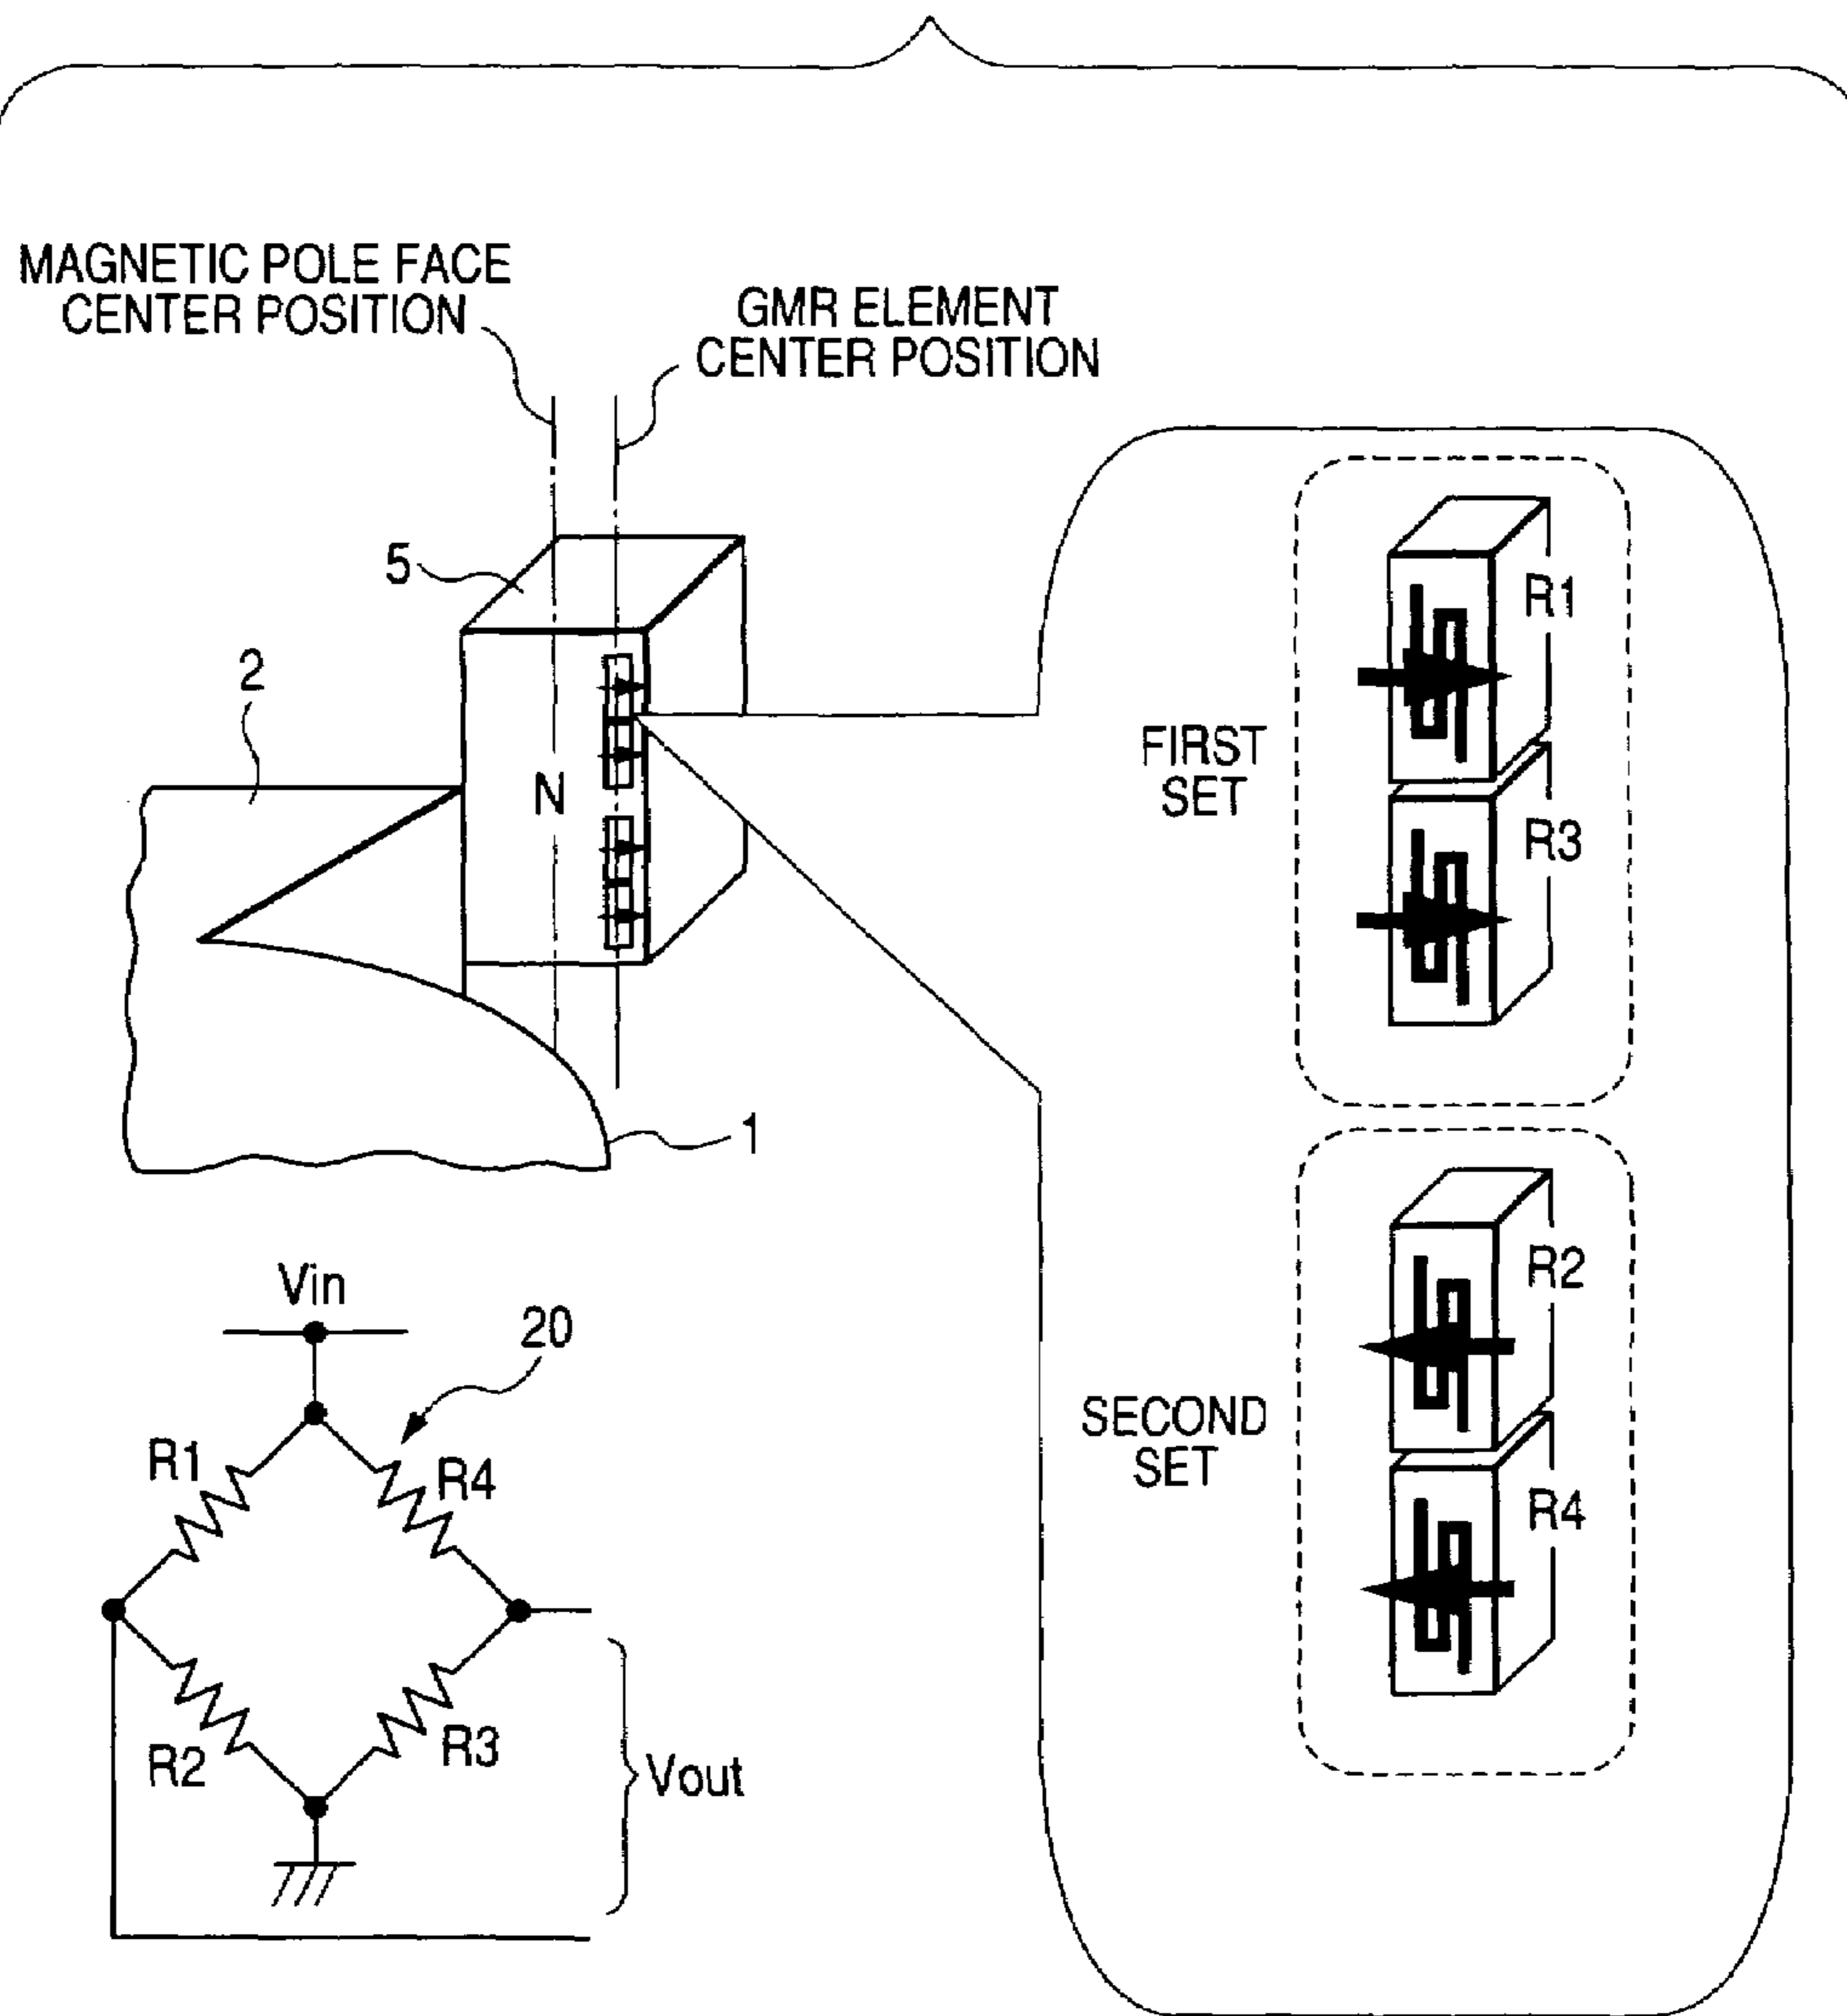 MAGNETIC POLE FACE
CENTER POSITION
GMR ELEMENT
CENTER POSITION
5
2
N
1
FIRST
SET
R1
R3
SECOND
SET
R2
R4
Vin
20
R1
R4
R2
R3
Vout